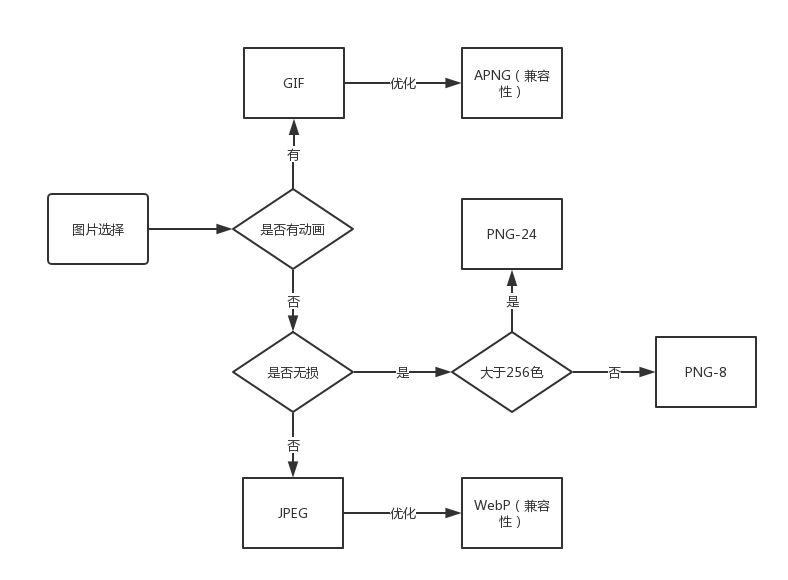 GIF
优化
APNG（兼容
性）
有
图片选择
是否有动画
PNG-24
否
是
是否无损
是
大于256色
否
PNG-8
否
JPEG
优化
WebP（兼容
性）